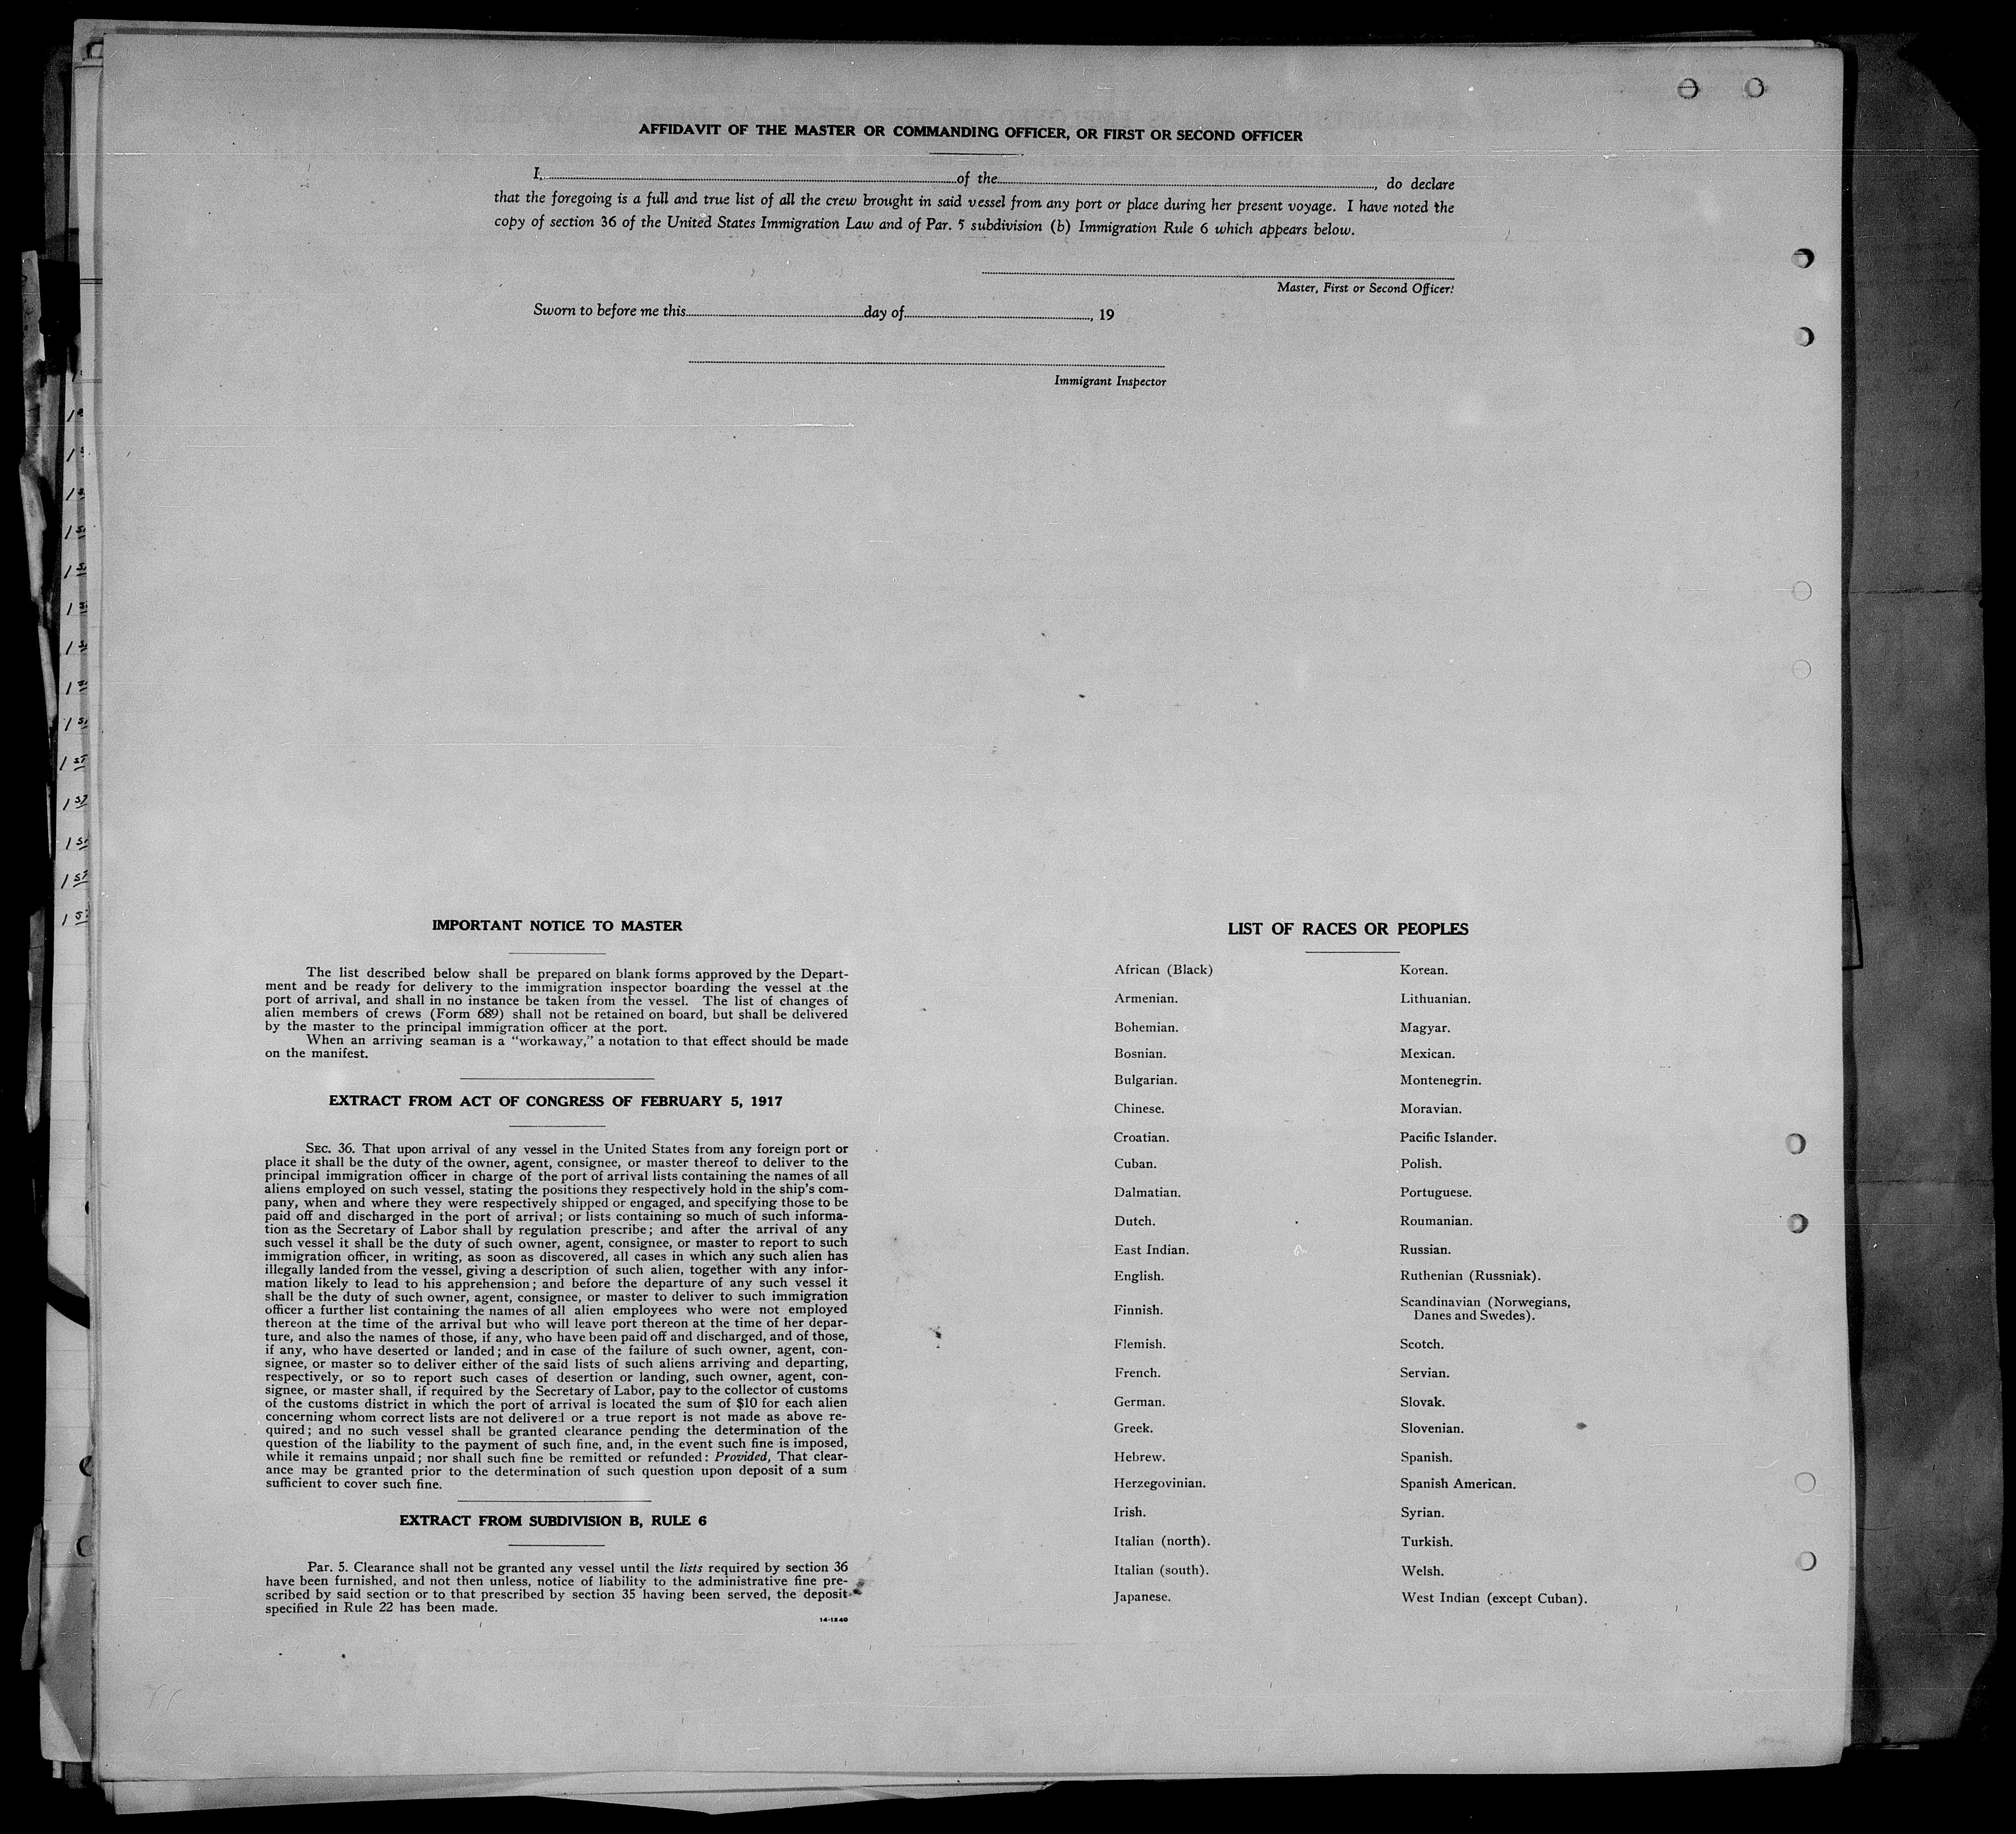 AFFIDAVIT OF THE MASTER OR COMMANDING OFFICER, OR FIRST OR SECOND OFFICER
I, of the , do declare
that the foregoing is a full and true list of all the crew brought in said vessel from any port or place during her present voyage. I have noted the
copy of section 36 of the United States Immigration Law and of Par. 5 subdivision (b) Immigration Rule 6 which appears below.
Master, First or Second Officer.
Sworn to before me this day of , 19
Immigrant Inspector
IMPORTANT NOTICE TO MASTER
The list described below shall be prepared on blank forms approved by the Depart-
ment and be ready for delivery to the immigration inspector boarding the vessel at the
port of arrival, and shall in no instance be taken from the vessel. The list of changes of
alien members of crews (Form 689) shall not be retained on board, but shall be delivered
by the master to the principal immigration officer at the port.
When an arriving seaman is a "workaway," a notation to that effect should be made
on the manifest.
EXTRACT FROM ACT OF CONGRESS OF FEBRUARY 5, 1917
SEC. 36. That upon arrival of any vessel in the United States from any foreign port or
place it shall be the duty of the owner, agent, consignee, or master thereof to deliver to the
principal immigration officer in charge of the port of arrival lists containing the names of all
aliens employed on such vessel, stating the positions they respectively hold in the ship's com-
pany, when and where they were respectively shipped or engaged, and specifying those to be
paid off and discharged in the port of arrival; or lists containing so much of such informa-
tion as the Secretary of Labor shall by regulation prescribe; and after the arrival of any
such vessel it shall be the duty of such owner, agent, consignee, or master to report to such
immigration officer, in writing, as soon as discovered, all cases in which any such alien has
illegally landed from the vessel, giving a description of such alien, together with any infor-
mation likely to lead to his apprehension; and before the departure of any such vessel it
shall be the duty of such owner, agent, consignee, or master to deliver to such immigration
officer a further list containing the names of all alien employees who were not employed
thereon at the time of the arrival but who will leave port thereon at the time of her depar-
ture, and also the names of those, if any, who have been paid off and discharged, and of those,
if any, who have deserted or landed; and in case of the failure of such owner, agent, con-
signee, or master so to deliver either of the said lists of such aliens arriving and departing,
respectively, or so to report such cases of desertion or landing, such owner, agent, con-
signee, or master shall, if required by the Secretary of Labor, pay to the collector of customs
of the customs district in which the port of arrival is located the sum of $10 for each alien
concerning whom correct lists are not delivered or a true report is not made as above re-
quired; and no such vessel shall be granted clearance pending the determination of the
question of the liability to the payment of such fine, and, in the event such fine is imposed,
while it remains unpaid; nor shall such fine be remitted or refunded: Provided, That clear-
ance may be granted prior to the determination of such question upon deposit of a sum
sufficient to cover such fine.
EXTRACT FROM SUBDIVISION B, RULE 6
Par. 5. Clearance shall not be granted any vessel until the lists required by section 36
have been furnished, and not then unless, notice of liability to the administrative fine pre-
scribed by said section or to that prescribed by section 35 having been served, the deposit
specified in Rule 22 has been made.
14-1240
LIST OF RACES OR PEOPLES
African (Black)
Armenian.
Bohemian.
Bosnian.
Bulgarian.
Chinese.
Croatian.
Cuban.
Dalmatian.
Dutch.
East Indian.
English.
Finnish.
Flemish.
French.
German.
Greek.
Hebrew.
Herzegovinian.
Irish.
Italian (north).
Italian (south).
Japanese.
Korean.
Lithuanian.
Magyar.
Mexican.
Montenegrin.
Moravian.
Pacific Islander.
Polish.
Portuguese.
Roumanian.
Russian.
Ruthenian (Russniak).
Scandinavian (Norwegians,
Danes and Swedes).
Scotch.
Servian.
Slovak.
Slovenian.
Spanish.
Spanish American.
Syrian.
Turkish.
Welsh.
West Indian (except Cuban).